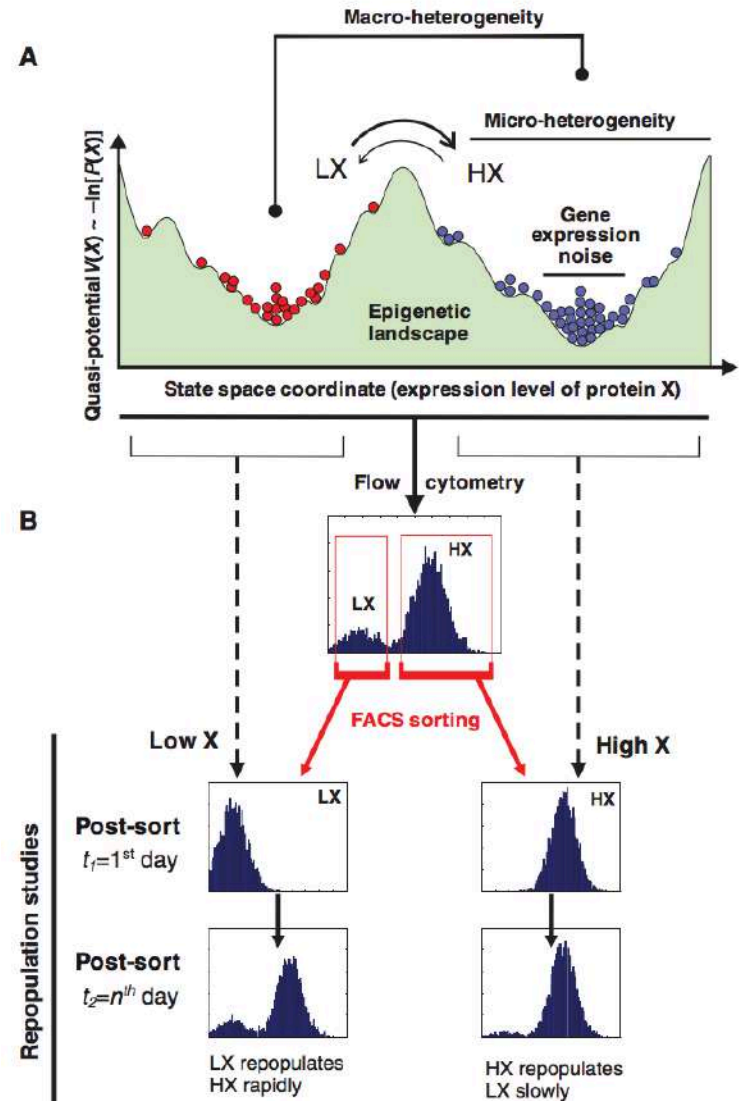 Macro-heterogeneity
A
Micro-heterogeneity
LX
HX
Gene
expression
noise
Epigenetic
landscape
Quasi-potential V(X) ~ –ln[P(X)]
State space coordinate (expression level of protein X)
Flow cytometry
B
HX
LX
FACS sorting
Low X
High X
Repopulation studies
Post-sort
t1=1st day
LX
HX
Post-sort
t2=nth day
LX repopulates
HX rapidly
HX repopulates
LX slowly